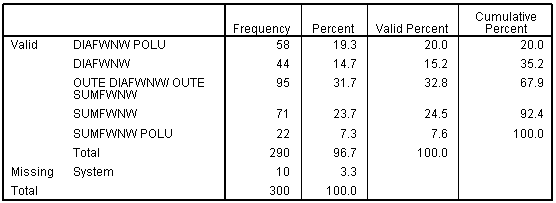 Frequency Percent Valid Percent Cumulative Percent
Valid DIAFWNW POLU 58 19.3 20.0 20.0
DIAFWNW 44 14.7 15.2 35.2
OUTE DIAFWNW/ OUTE SUMFWNW 95 31.7 32.8 67.9
SUMFWNW 71 23.7 24.5 92.4
SUMFWNW POLU 22 7.3 7.6 100.0
Total 290 96.7 100.0
Missing System 10 3.3
Total 300 100.0